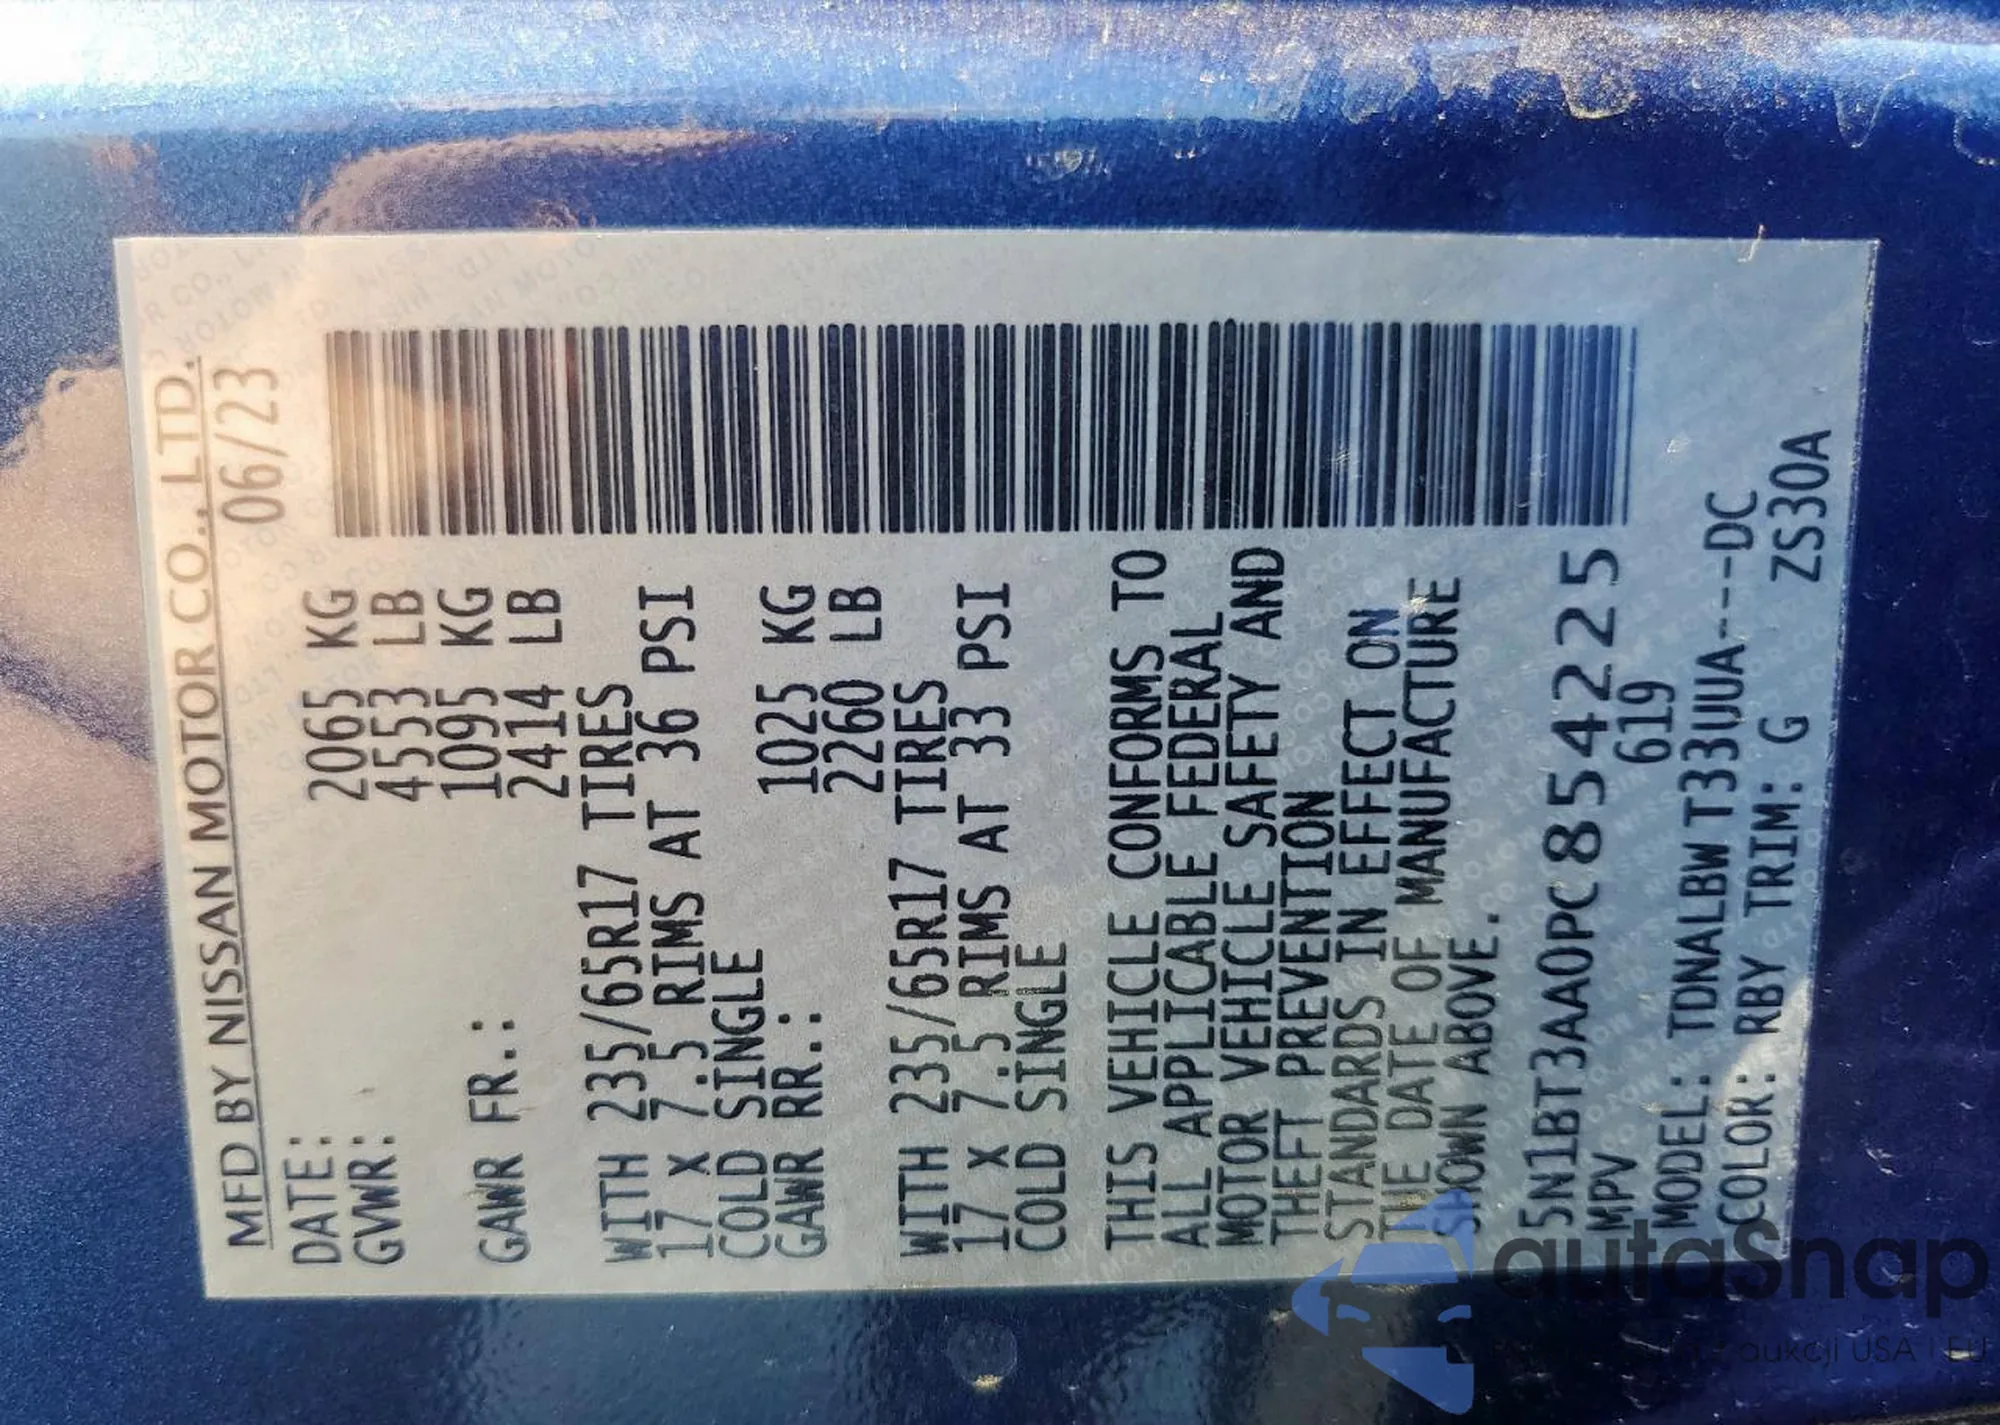 MFD BY NISSAN MOTOR CO., LTD.
DATE: 06/23
GVWR: 2065 KG
4553 LB
GAWR FR.: 1095 KG
2414 LB
WITH 235/65R17 TIRES
17 X 7.5 RIMS AT 36 PSI
COLD SINGLE
GAWR RR.: 1025 KG
2260 LB
WITH 235/65R17 TIRES
17 X 7.5 RIMS AT 33 PSI
COLD SINGLE
THIS VEHICLE CONFORMS TO
ALL APPLICABLE FEDERAL
MOTOR VEHICLE SAFETY AND
THEFT PREVENTION
STANDARDS IN EFFECT ON
THE DATE OF MANUFACTURE
SHOWN ABOVE.
5N1BT3AA0PC854225
MPV 619
MODEL: TDNALBW T33UUA----DC
COLOR: RBY TRIM: G ZS30A
autaSnap
aukcji USA i EU